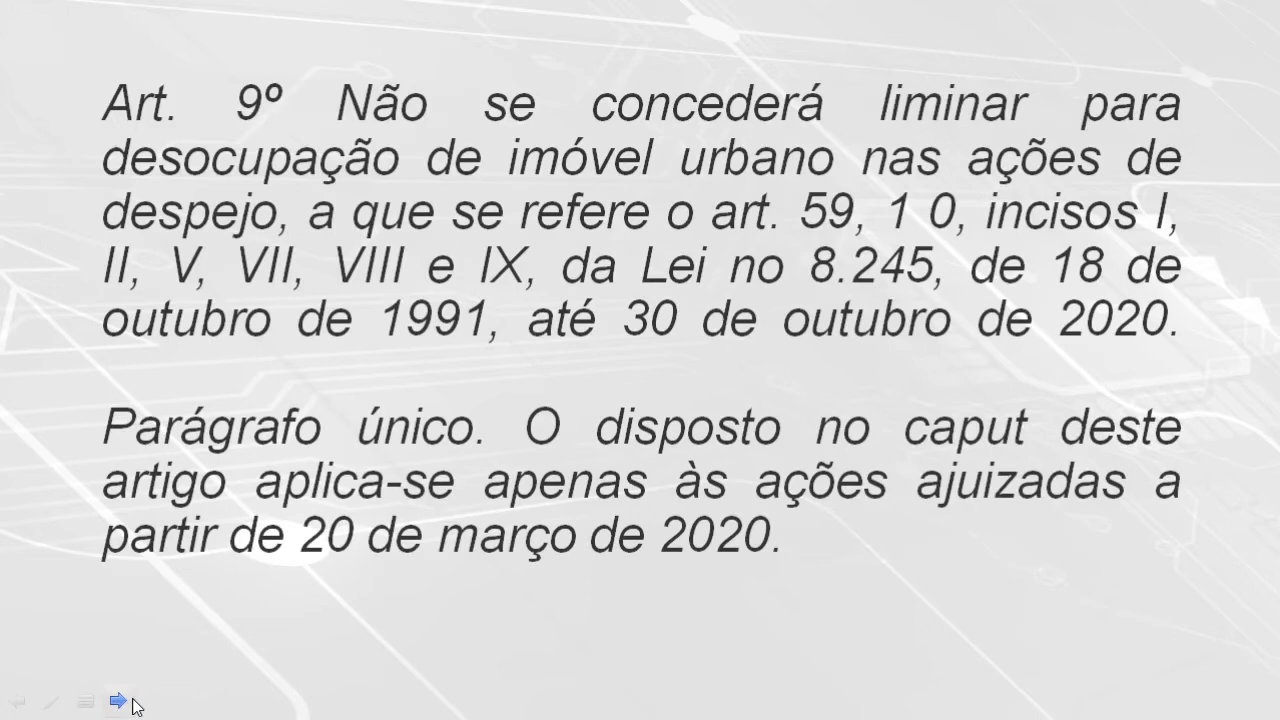 Art. 9º Não se concederá liminar para
desocupação de imóvel urbano nas ações de
despejo, a que se refere o art. 59, 1 0, incisos I,
II, V, VII, VIII e IX, da Lei no 8.245, de 18 de
outubro de 1991, até 30 de outubro de 2020.
Parágrafo único. O disposto no caput deste
artigo aplica-se apenas às ações ajuizadas a
partir de 20 de março de 2020.